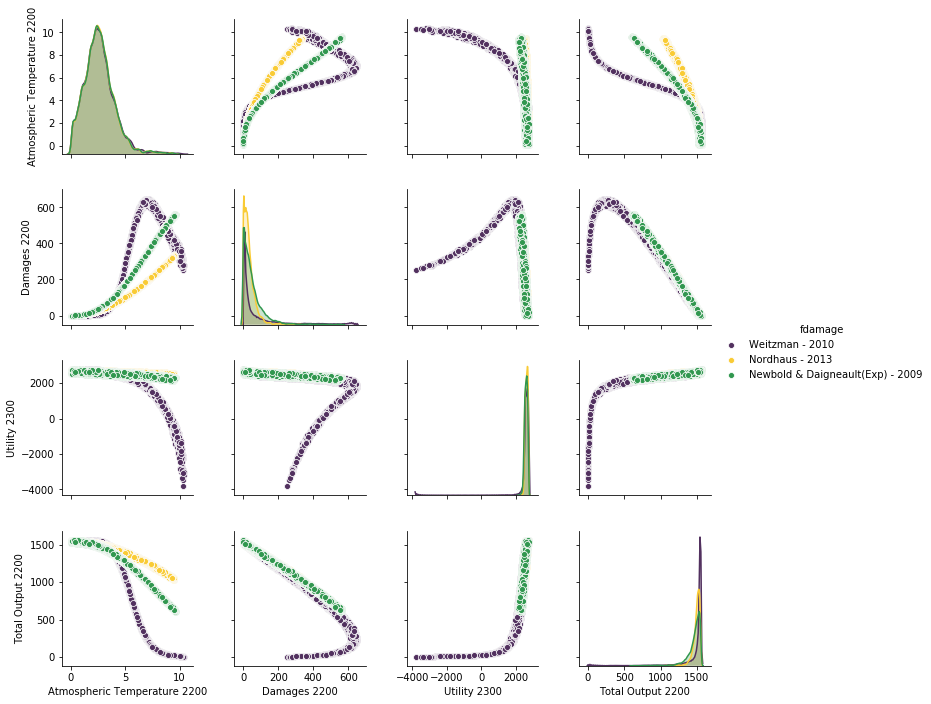 Atmospheric Temperature 2200
10
8
6
4
2
0
Damages 2200
600
400
200
0
fdamage
Weitzman - 2010
Nordhaus - 2013
Newbold & Daigneault(Exp) - 2009
Utility 2300
2000
0
−2000
−4000
Total Output 2200
1500
1000
500
0
0 5 10
0 200 400 600
−4000 −2000 0 2000
0 500 1000 1500
Atmospheric Temperature 2200
Damages 2200
Utility 2300
Total Output 2200